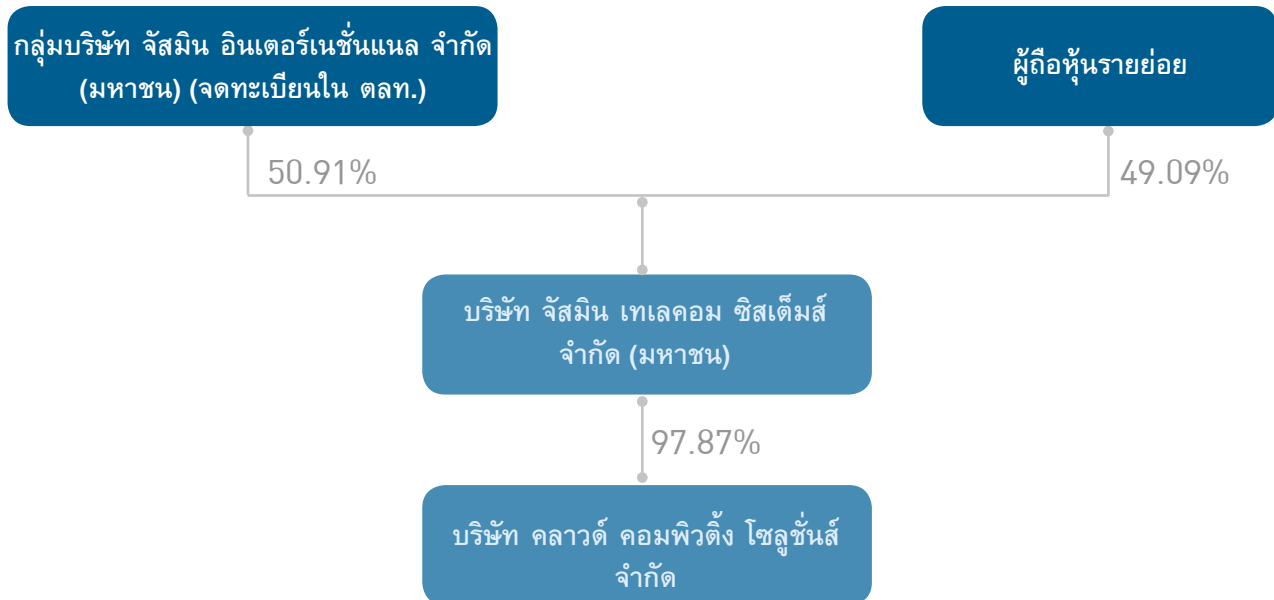 กลุ่มบริษัท จัสมิน อินเตอร์เนชั่นแนล จำกัด
(มหาชน) (จดทะเบียนใน ตลท.)
ผู้ถือหุ้นรายย่อย
50.91%
49.09%
บริษัท จัสมิน เทเลคอม ซิสเต็มส์
จำกัด (มหาชน)
97.87%
บริษัท คลาวด์ คอมพิวติ้ง โซลูชั่นส์
จำกัด